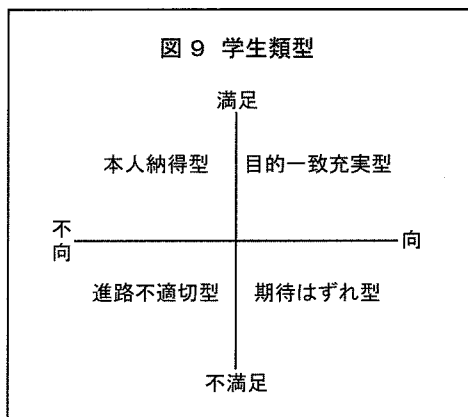 図9 学生類型
満足
本人納得型 目的一致充実型
不向 向
進路不適切型 期待はずれ型
不満足